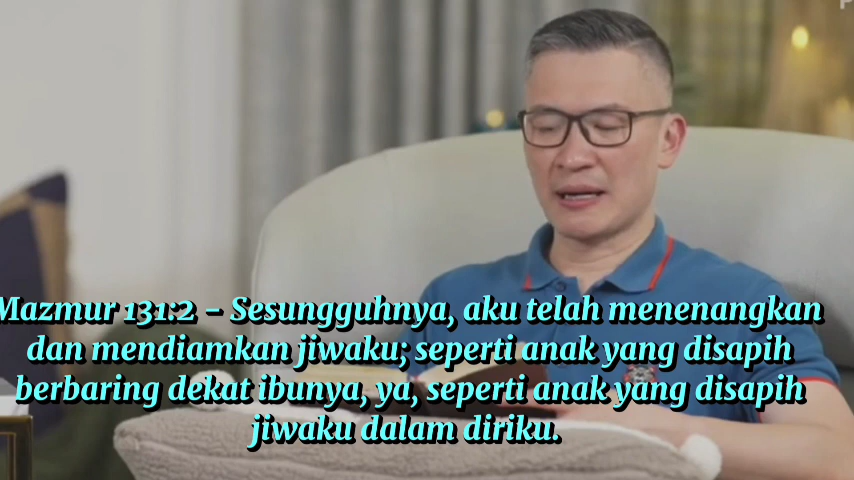 Mazmur 131:2 - Sesungguhnya, aku telah menenangkan
dan mendiamkan jiwaku; seperti anak yang disapih
berbaring dekat ibunya, ya, seperti anak yang disapih
jiwaku dalam diriku.